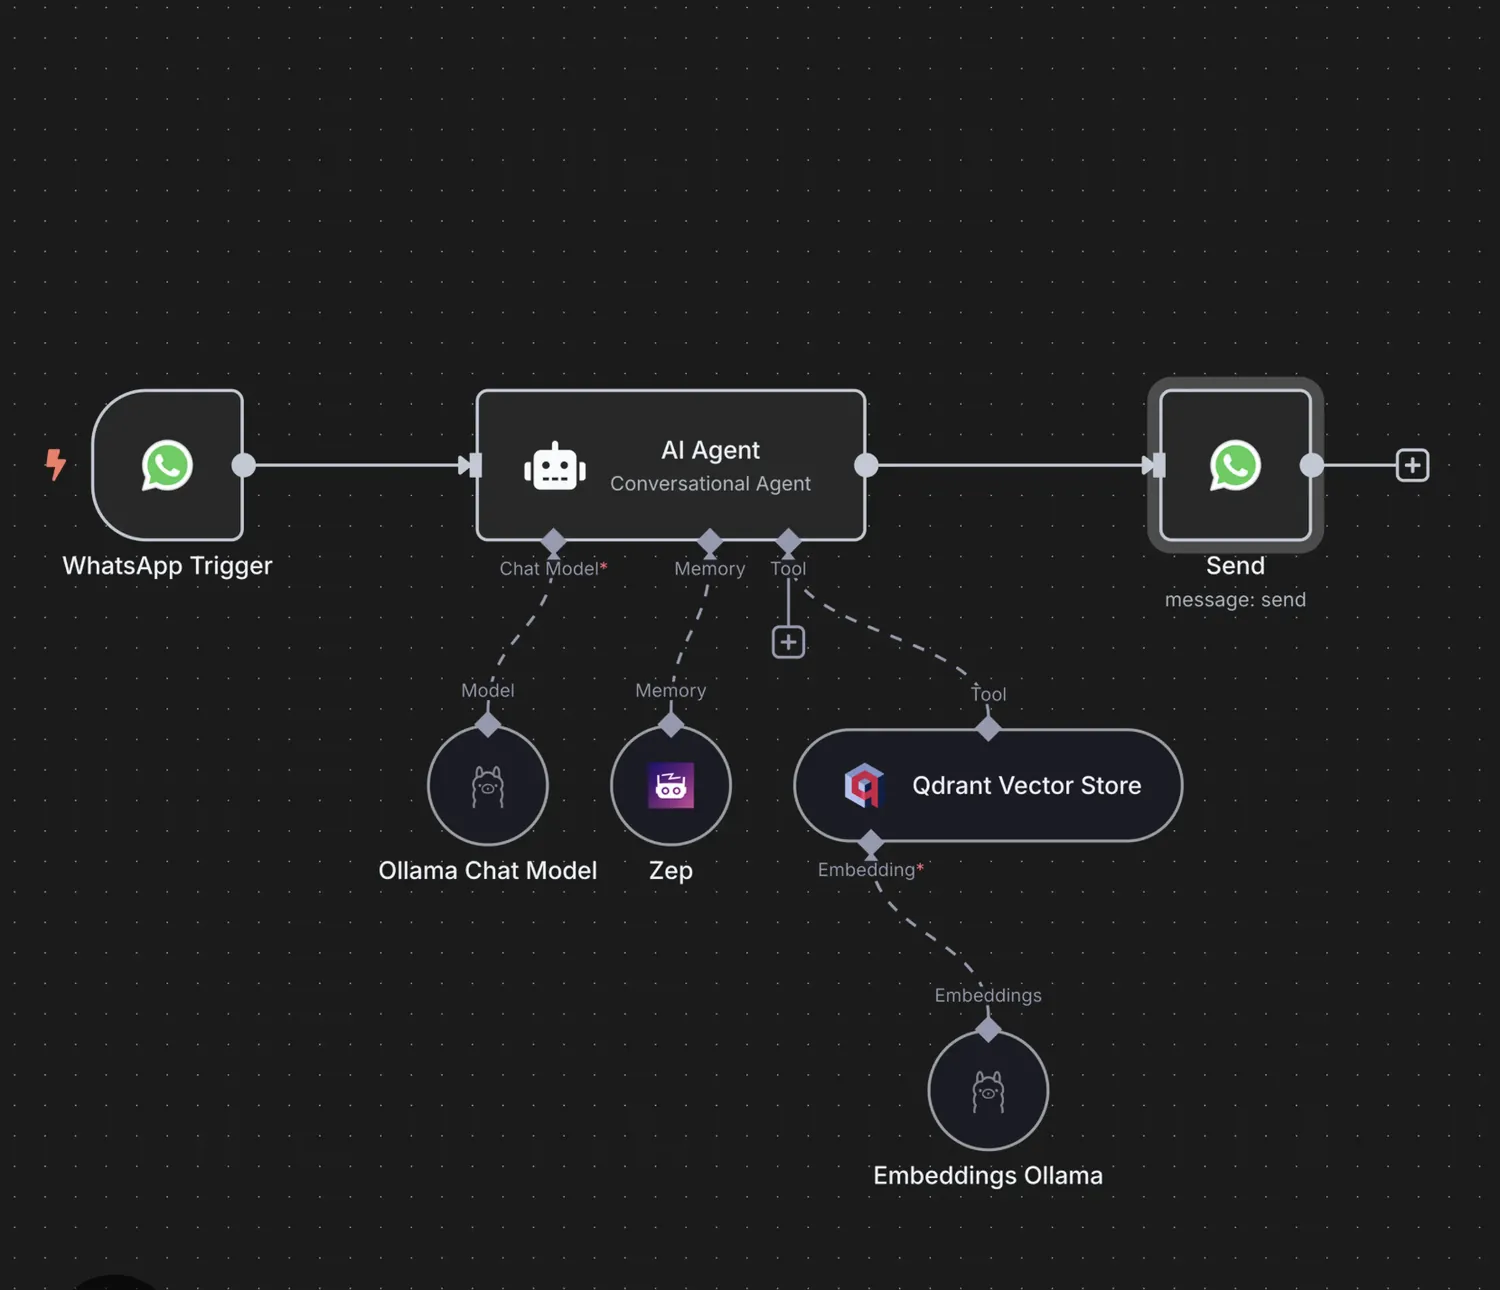 AI Agent
Conversational Agent
WhatsApp Trigger
Chat Model*
Memory
Tool
Send
message: send
Model
Memory
Tool
Qdrant Vector Store
Ollama Chat Model
Zep
Embedding*
Embeddings
Embeddings Ollama